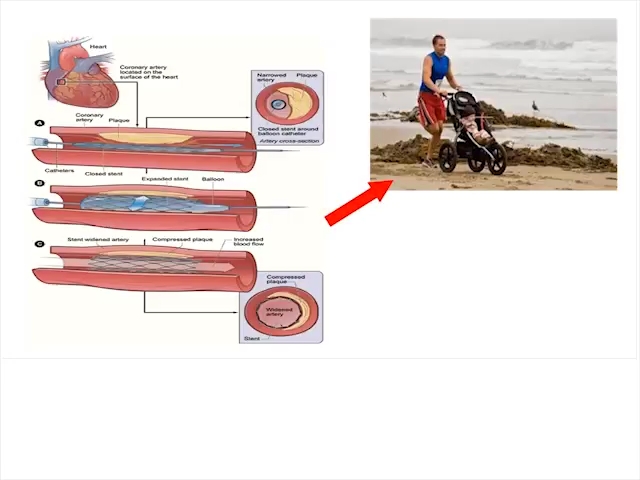 Heart
Coronary artery
located on the
surface of the heart
Narrowed
artery
Plaque
Closed stent around
balloon catheter
Artery cross-section
A
Coronary
artery
Plaque
Catheters
Closed stent
B
Expanded stent
Balloon
C
Stent widened artery
Compressed plaque
Increased
blood flow
Compressed
plaque
Widened
artery
Stent